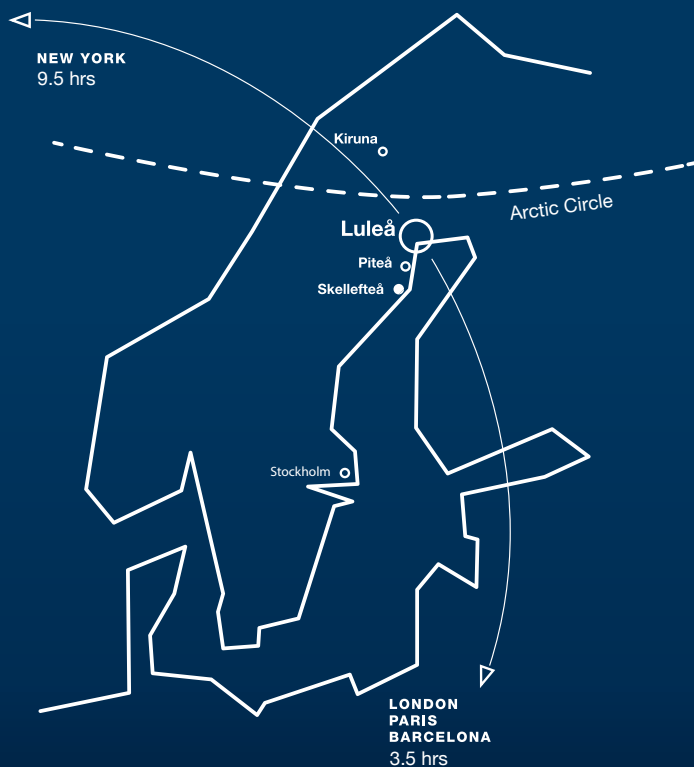 NEW YORK
9.5 hrs
Kiruna
Arctic Circle
Luleå
Piteå
Skellefteå
Stockholm
LONDON
PARIS
BARCELONA
3.5 hrs